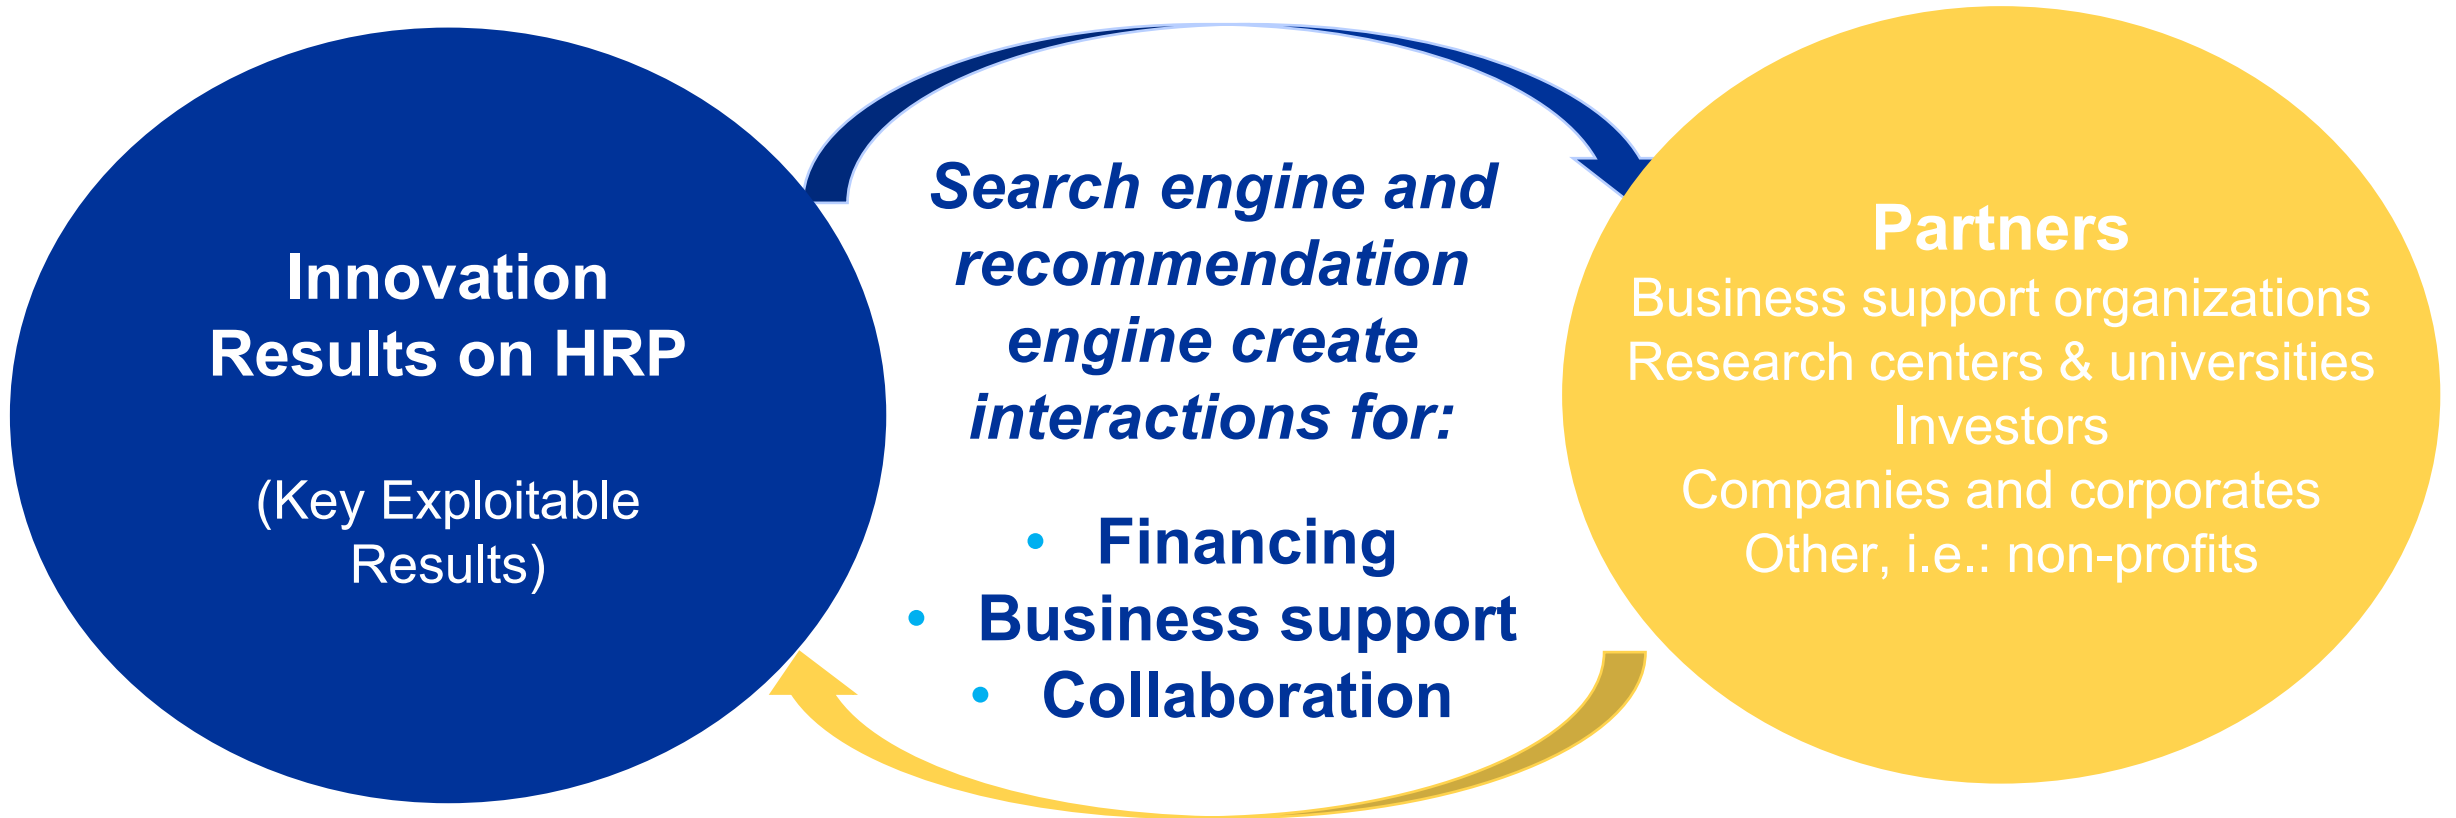 Innovation
Results on HRP
(Key Exploitable
Results)
Search engine and
recommendation
engine create
interactions for:
• Financing
• Business support
• Collaboration
Partners
Business support organizations
Research centers & universities
Investors
Companies and corporates
Other, i.e.: non-profits